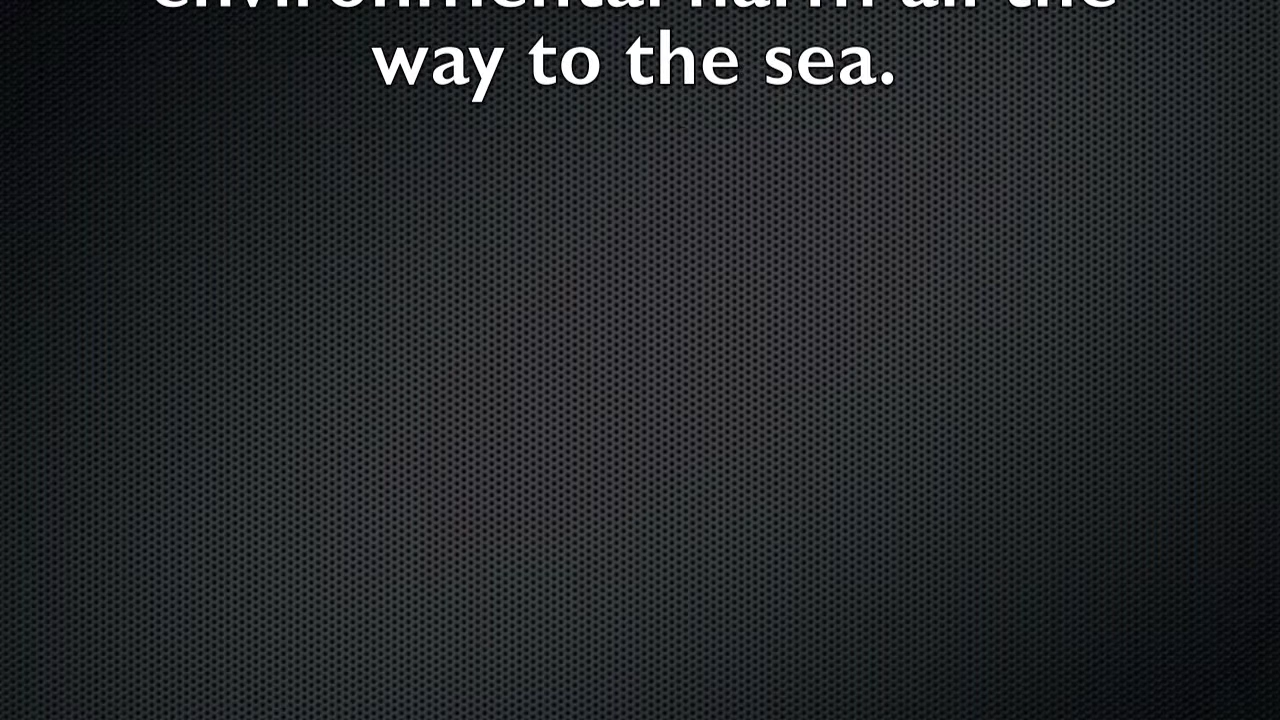 environmental harm all the
way to the sea.